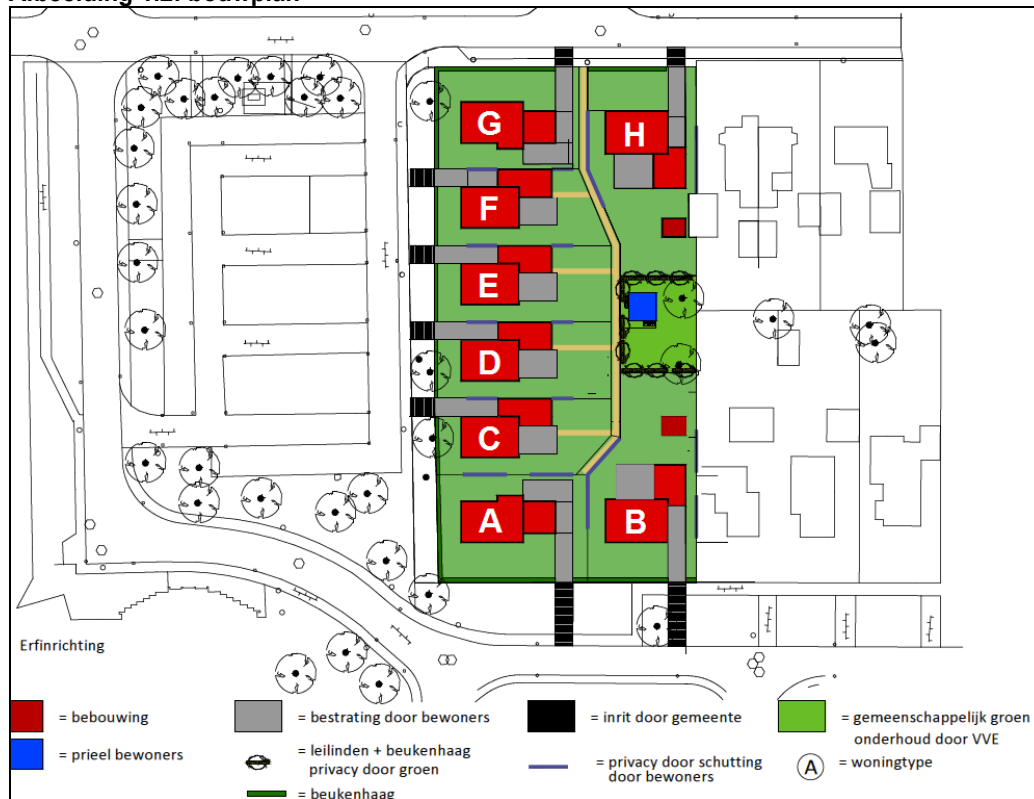 G
H
F
E
D
C
A
B
Erfinrichting
= bebouwing
= bestrating door bewoners
= inrit door gemeente
= gemeenschappelijk groen
onderhoud door VVE
= prieel bewoners
= leilinden + beukenhaag
privacy door groen
= privacy door schutting
door bewoners
A = woningtype
= beukenhaag